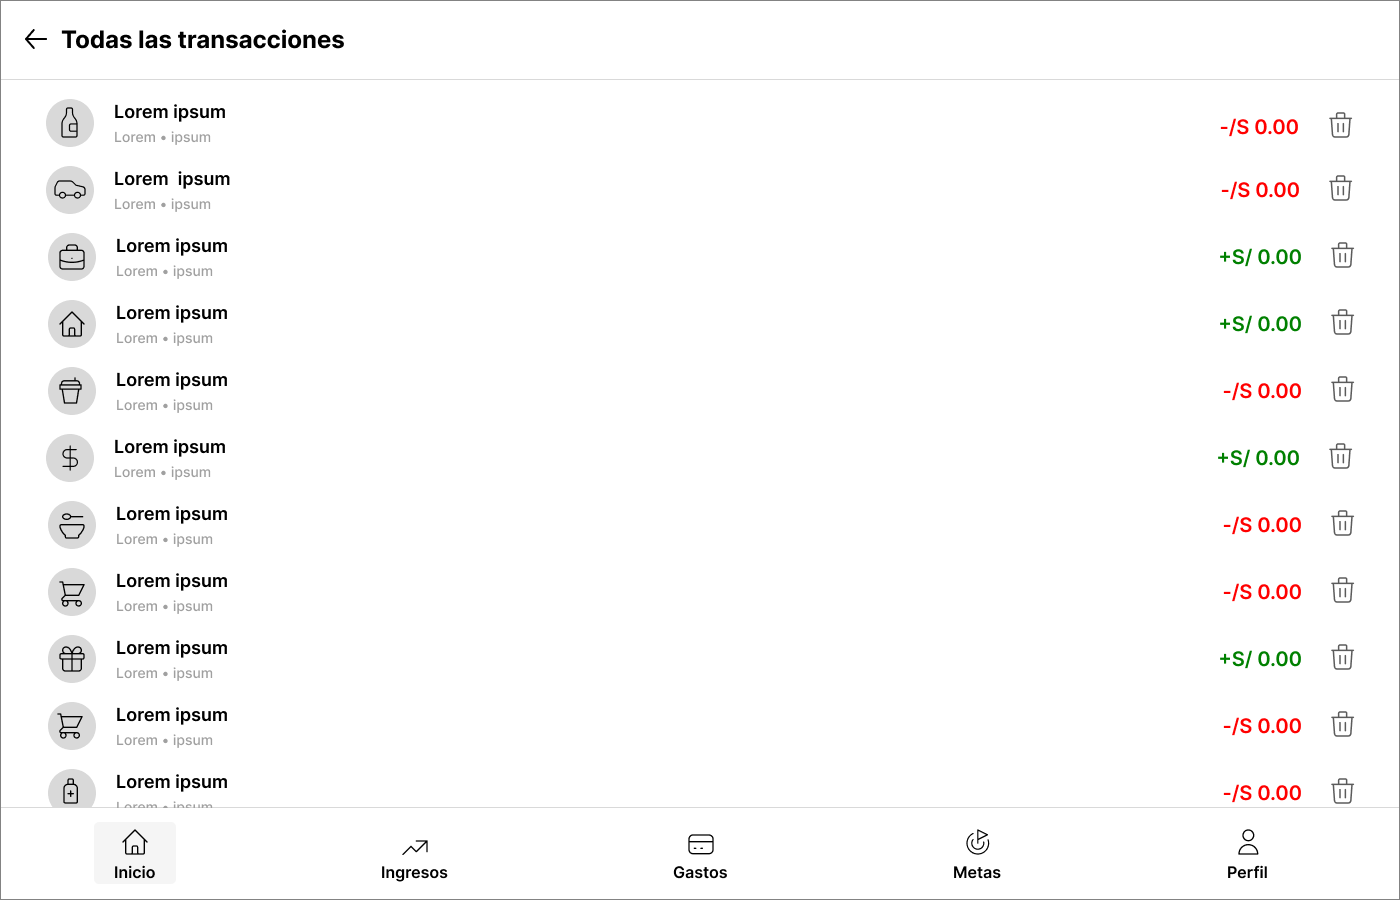 Todas las transacciones
Lorem ipsum
Lorem • ipsum
-/S 0.00
Lorem  ipsum
Lorem • ipsum
-/S 0.00
Lorem ipsum
Lorem • ipsum
+S/ 0.00
Lorem ipsum
Lorem • ipsum
+S/ 0.00
Lorem ipsum
Lorem • ipsum
-/S 0.00
Lorem ipsum
Lorem • ipsum
+S/ 0.00
Lorem ipsum
Lorem • ipsum
-/S 0.00
Lorem ipsum
Lorem • ipsum
-/S 0.00
Lorem ipsum
Lorem • ipsum
+S/ 0.00
Lorem ipsum
Lorem • ipsum
-/S 0.00
Lorem ipsum
Lorem • ipsum
-/S 0.00
Inicio
Ingresos
Gastos
Metas
Perfil